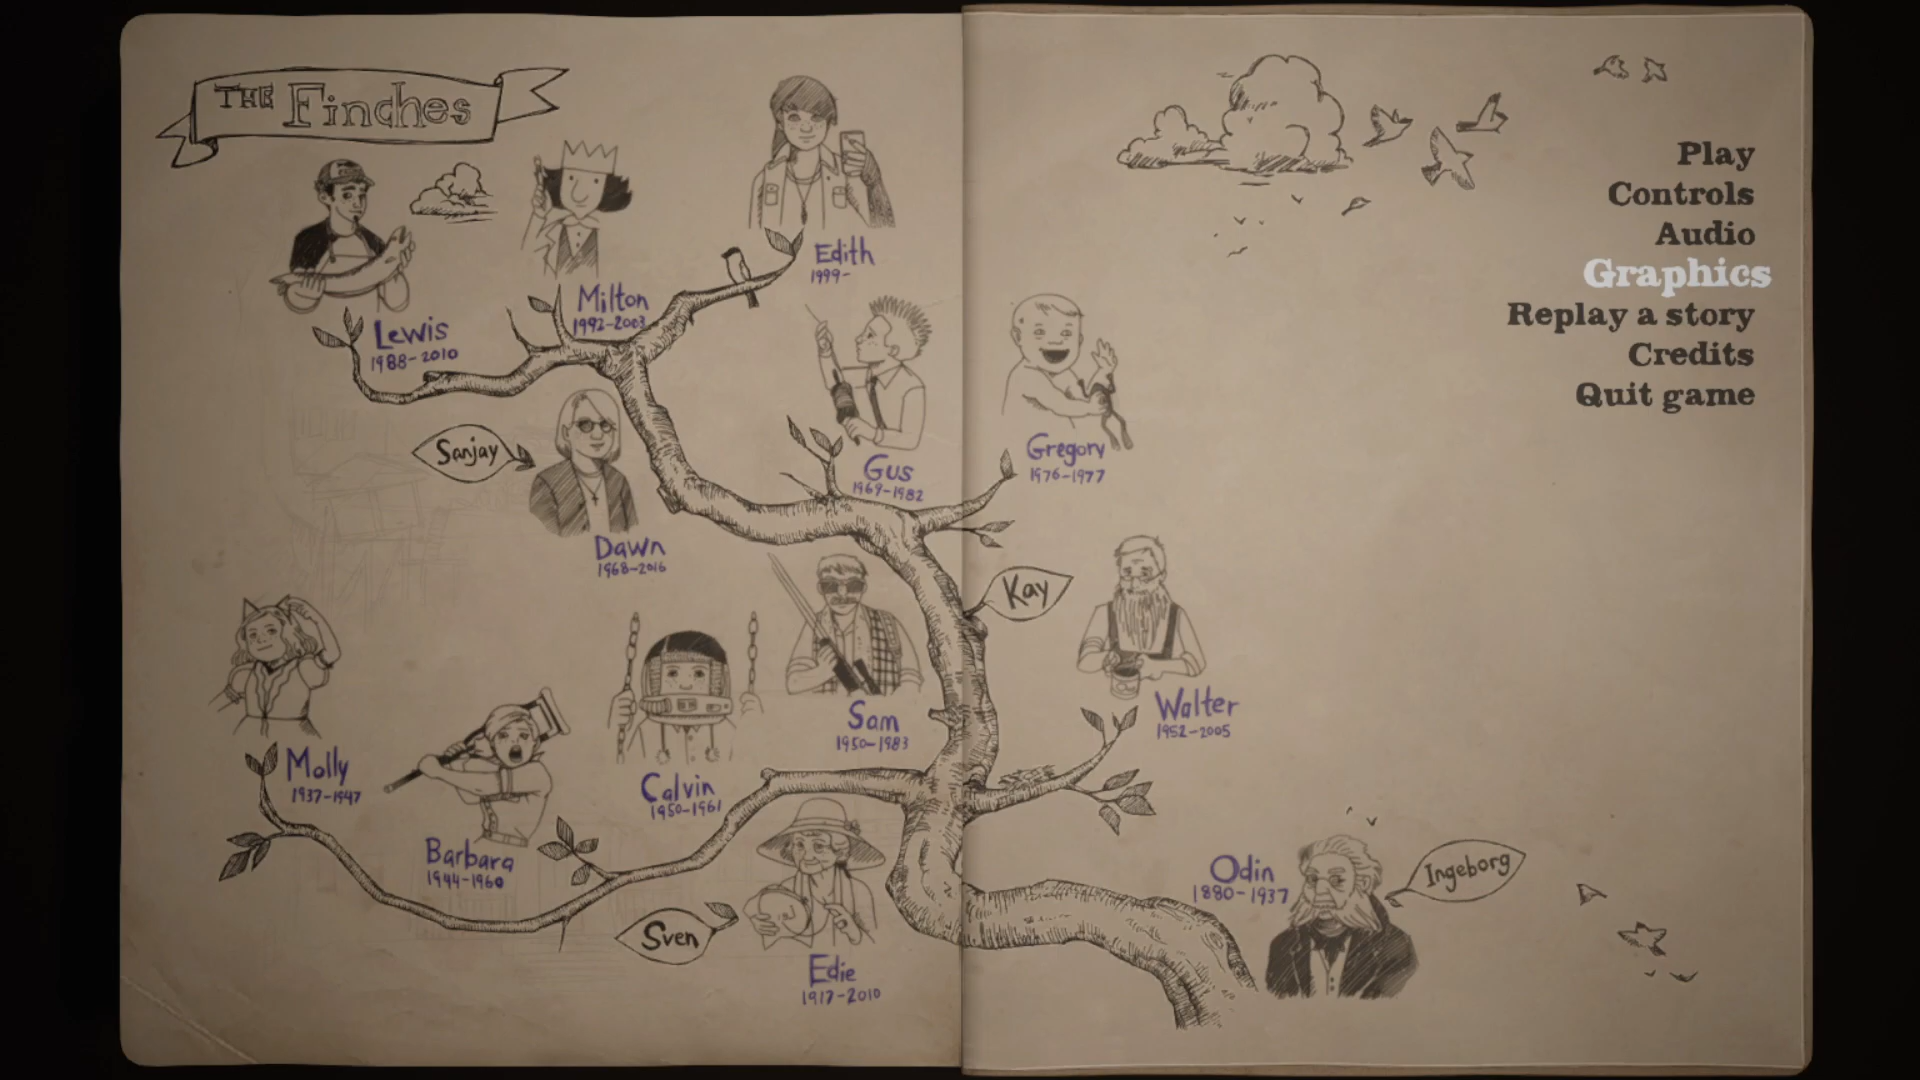 THE Finches
Edith
1999-
Milton
1992-2003
Lewis
1988-2010
Sanjay
Dawn
1968-2016
Gus
1969-1982
Gregory
1976-1977
Kay
Sam
1950-1983
Walter
1952-2005
Molly
1937-1947
Barbara
1944-1960
Calvin
1950-1961
Sven
Edie
1917-2010
Odin
1880-1937
Ingeborg
Play
Controls
Audio
Graphics
Replay a story
Credits
Quit game